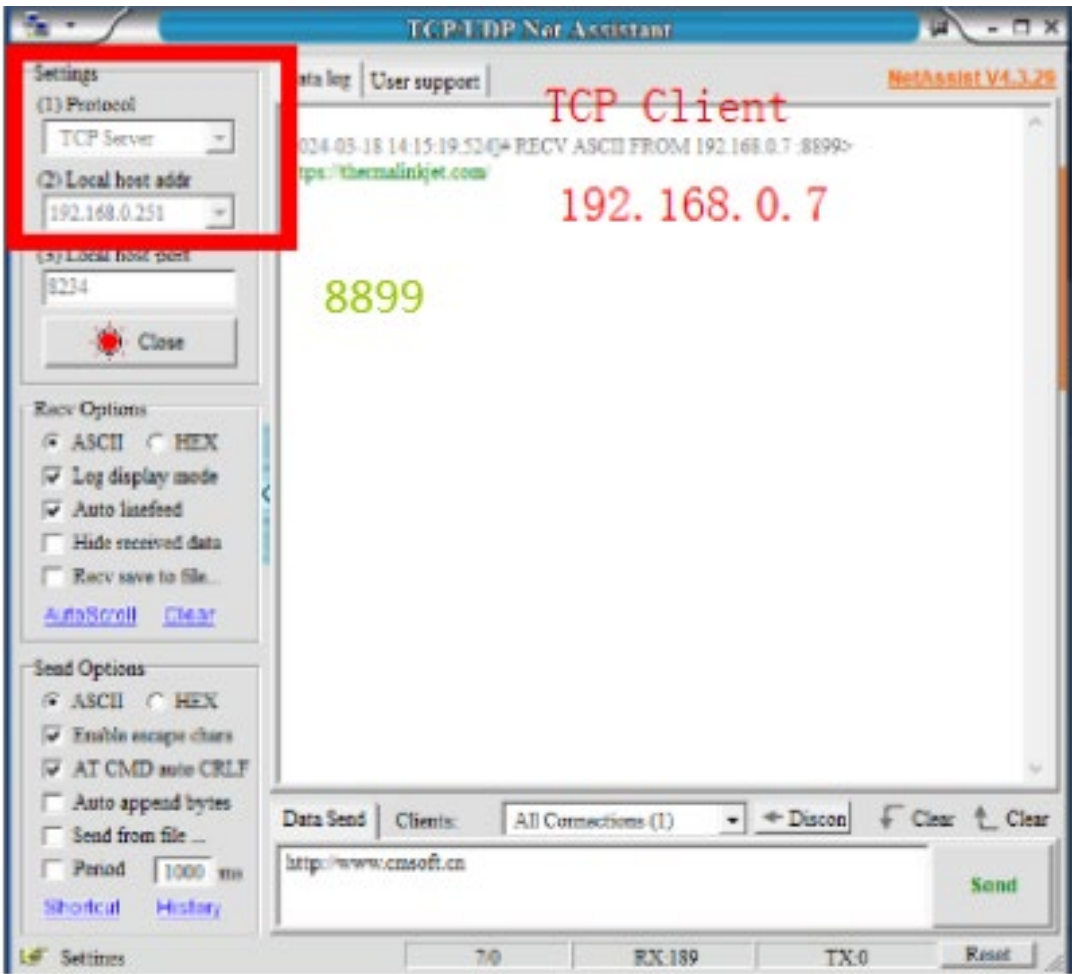 TCP/UDP Net Assistant
Settings
(1) Protocol
TCP Server
(2) Local host addr
192.168.0.251
(3) Local host port
8234
Close
Recv Options
ASCII HEX
Log display mode
Auto linefeed
Hide received data
Recv save to file...
AutoScroll Clear
Send Options
ASCII HEX
Enable escape chars
AT CMD auto CRLF
Auto append bytes
Send from file ...
Period 1000 ms
Shortcut History
ata log User support NetAssist V4.3.29
TCP Client
024-03-18 14:15:19.524]# RECV ASCII FROM 192.168.0.7 :8899>
tps://thermalinkjet.com/
192.168.0.7
8899
Data Send Clients: All Connections (1) Discon Clear Clear
http://www.cmsoft.cn
Send
Settings 7/0 RX:189 TX:0 Reset